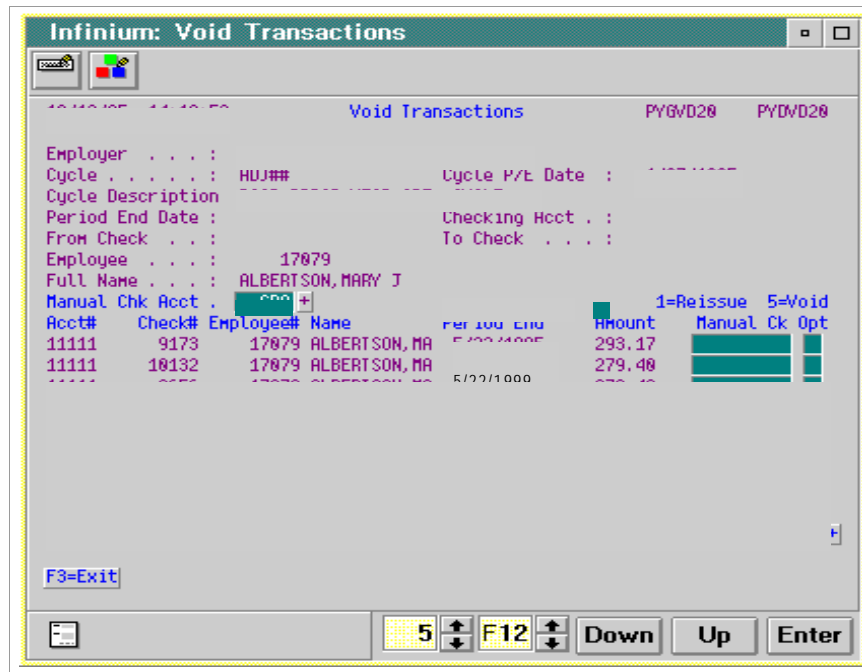 Infinium: Void Transactions
Void Transactions PYGVD20 PYDVD20
Employer . . . :
Cycle . . . . . : ADJ## Cycle P/E Date :
Cycle Description
Period End Date : Checking Acct . :
From Check . . : To Check . . . :
Employee . . . : 17079
Full Name . . . : ALBERTSON,MARY J
Manual Chk Acct . + 1=Reissue 5=Void
Acct# Check# Employee# Name Period End Amount Manual Ck Opt
11111 9173 17079 ALBERTSON,MA 293.17
11111 10132 17079 ALBERTSON,MA 279.40
5/22/1999
+
F3=Exit
5 F12 Down Up Enter